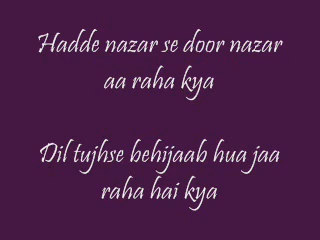 Hadde nazar se door nazar
aa raha kya
Dil tujhse behijaab hua jaa
raha hai kya